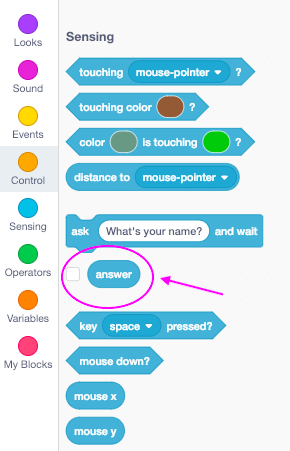 Looks
Sound
Events
Control
Sensing
Operators
Variables
My Blocks
Sensing
touching mouse-pointer ?
touching color ?
color is touching ?
distance to mouse-pointer
ask What's your name? and wait
answer
key space pressed?
mouse down?
mouse x
mouse y